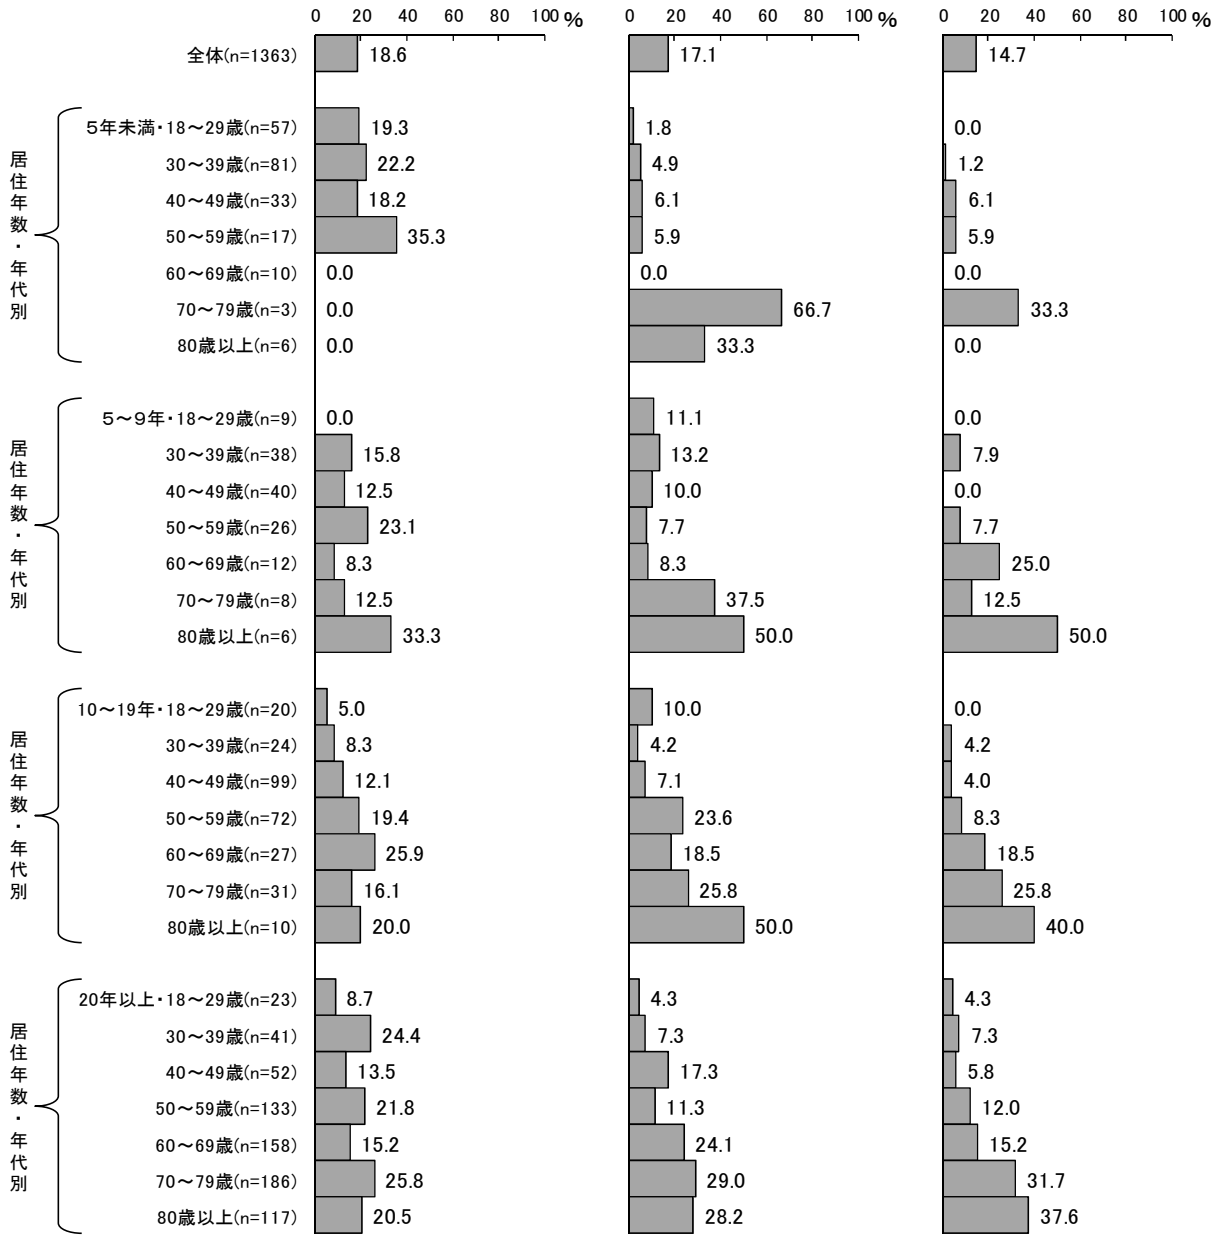 0 20 40 60 80 100 % 0 20 40 60 80 100 % 0 20 40 60 80 100 %
全体(n=1363) 18.6 17.1 14.7
居住年数・年代別
5年未満・18～29歳(n=57) 19.3 1.8 0.0
30～39歳(n=81) 22.2 4.9 1.2
40～49歳(n=33) 18.2 6.1 6.1
50～59歳(n=17) 35.3 5.9 5.9
60～69歳(n=10) 0.0 0.0 0.0
70～79歳(n=3) 0.0 66.7 33.3
80歳以上(n=6) 0.0 33.3 0.0
居住年数・年代別
5～9年・18～29歳(n=9) 0.0 11.1 0.0
30～39歳(n=38) 15.8 13.2 7.9
40～49歳(n=40) 12.5 10.0 0.0
50～59歳(n=26) 23.1 7.7 7.7
60～69歳(n=12) 8.3 8.3 25.0
70～79歳(n=8) 12.5 37.5 12.5
80歳以上(n=6) 33.3 50.0 50.0
居住年数・年代別
10～19年・18～29歳(n=20) 5.0 10.0 0.0
30～39歳(n=24) 8.3 4.2 4.2
40～49歳(n=99) 12.1 7.1 4.0
50～59歳(n=72) 19.4 23.6 8.3
60～69歳(n=27) 25.9 18.5 18.5
70～79歳(n=31) 16.1 25.8 25.8
80歳以上(n=10) 20.0 50.0 40.0
居住年数・年代別
20年以上・18～29歳(n=23) 8.7 4.3 4.3
30～39歳(n=41) 24.4 7.3 7.3
40～49歳(n=52) 13.5 17.3 5.8
50～59歳(n=133) 21.8 11.3 12.0
60～69歳(n=158) 15.2 24.1 15.2
70～79歳(n=186) 25.8 29.0 31.7
80歳以上(n=117) 20.5 28.2 37.6